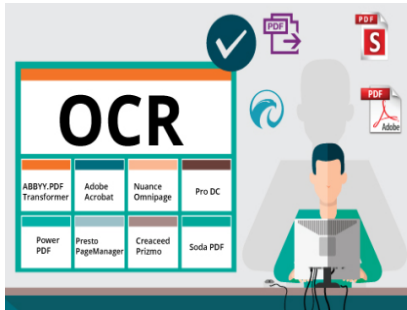 PDF
PDF
S
OCR
PDF
Adobe
ABBYY.PDF
Transformer
Adobe
Acrobat
Nuance
Omnipage
Pro DC
Power
PDF
Presto
PageManager
Creaceed
Prizmo
Soda PDF